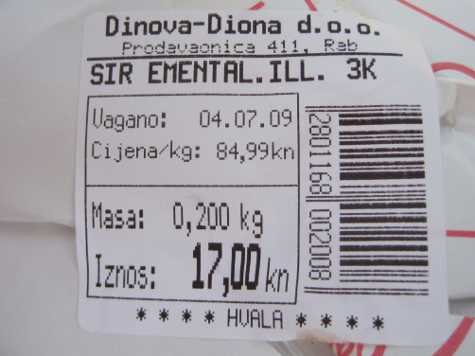 Dinova-Diona d.o.o.
Prodavaonica 411, Rab
SIR EMENTAL.ILL. 3K
Vagano: 04.07.09
Cijena/kg: 84,99kn
Masa: 0,200 kg
Iznos: 17,00 kn
2801168 002008
* * * * HVALA * * * *